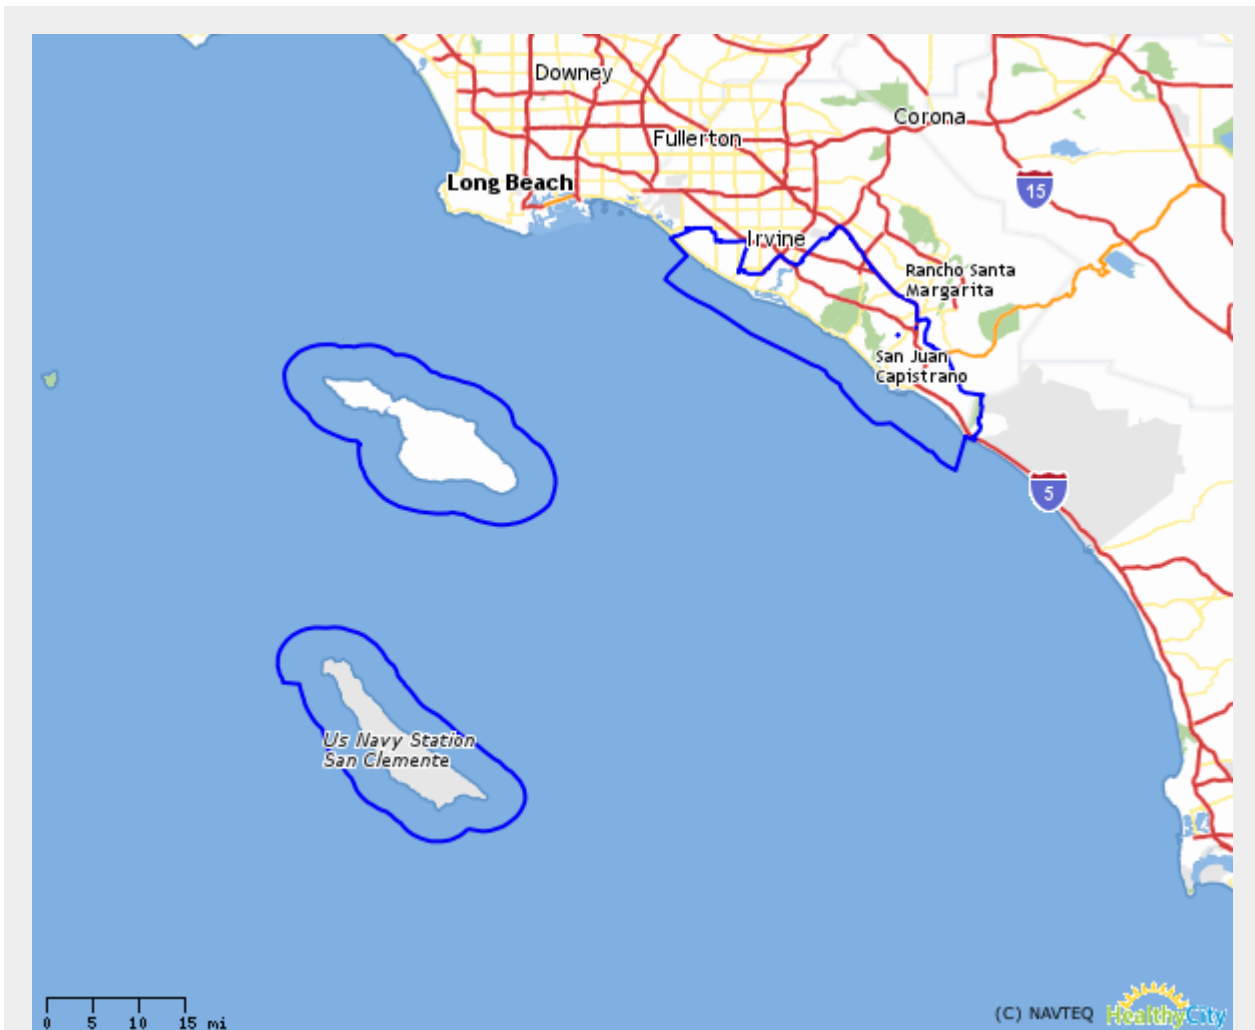 Downey
Corona
Fullerton
Long Beach
15
Irvine
Rancho Santa
Margarita
San Juan
Capistrano
5
Us Navy Station
San Clemente
0 5 10 15 mi
(C) NAVTEQ HealthyCity